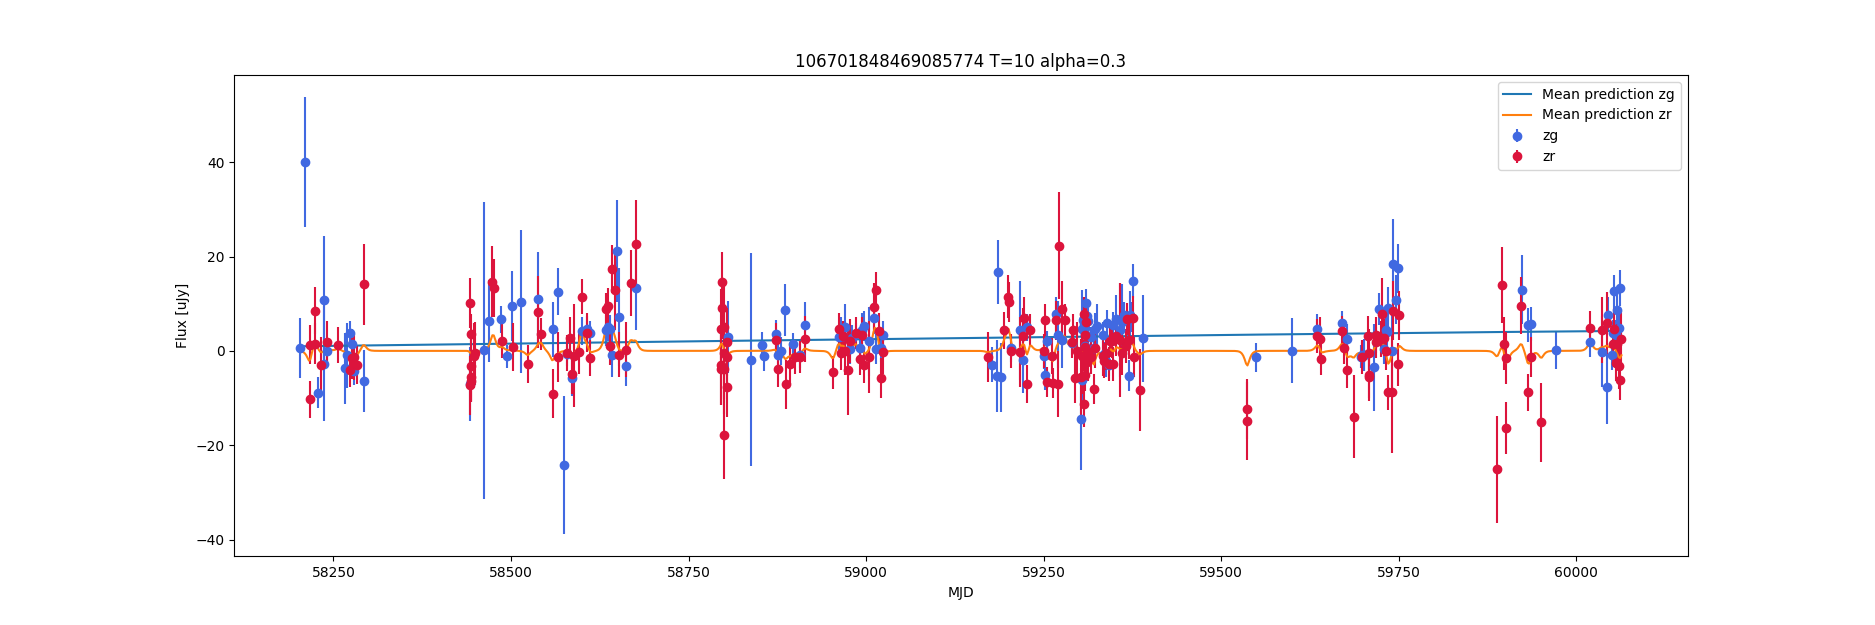 106701848469085774 T=10 alpha=0.3
Mean prediction zg
Mean prediction zr
zg
zr
Flux [uJy]
40
20
0
−20
−40
58250 58500 58750 59000 59250 59500 59750 60000
MJD